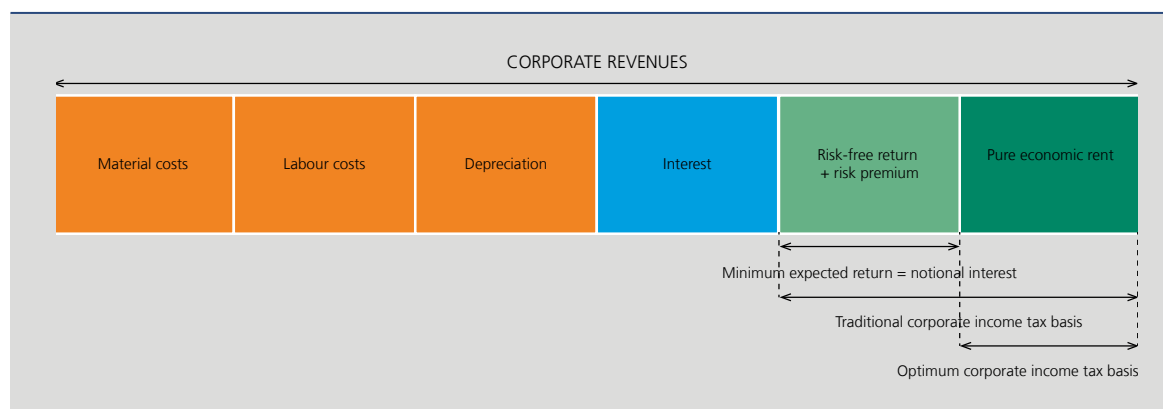 CORPORATE REVENUES
Material costs
Labour costs
Depreciation
Interest
Risk-free return
+ risk premium
Pure economic rent
Minimum expected return = notional interest
Traditional corporate income tax basis
Optimum corporate income tax basis